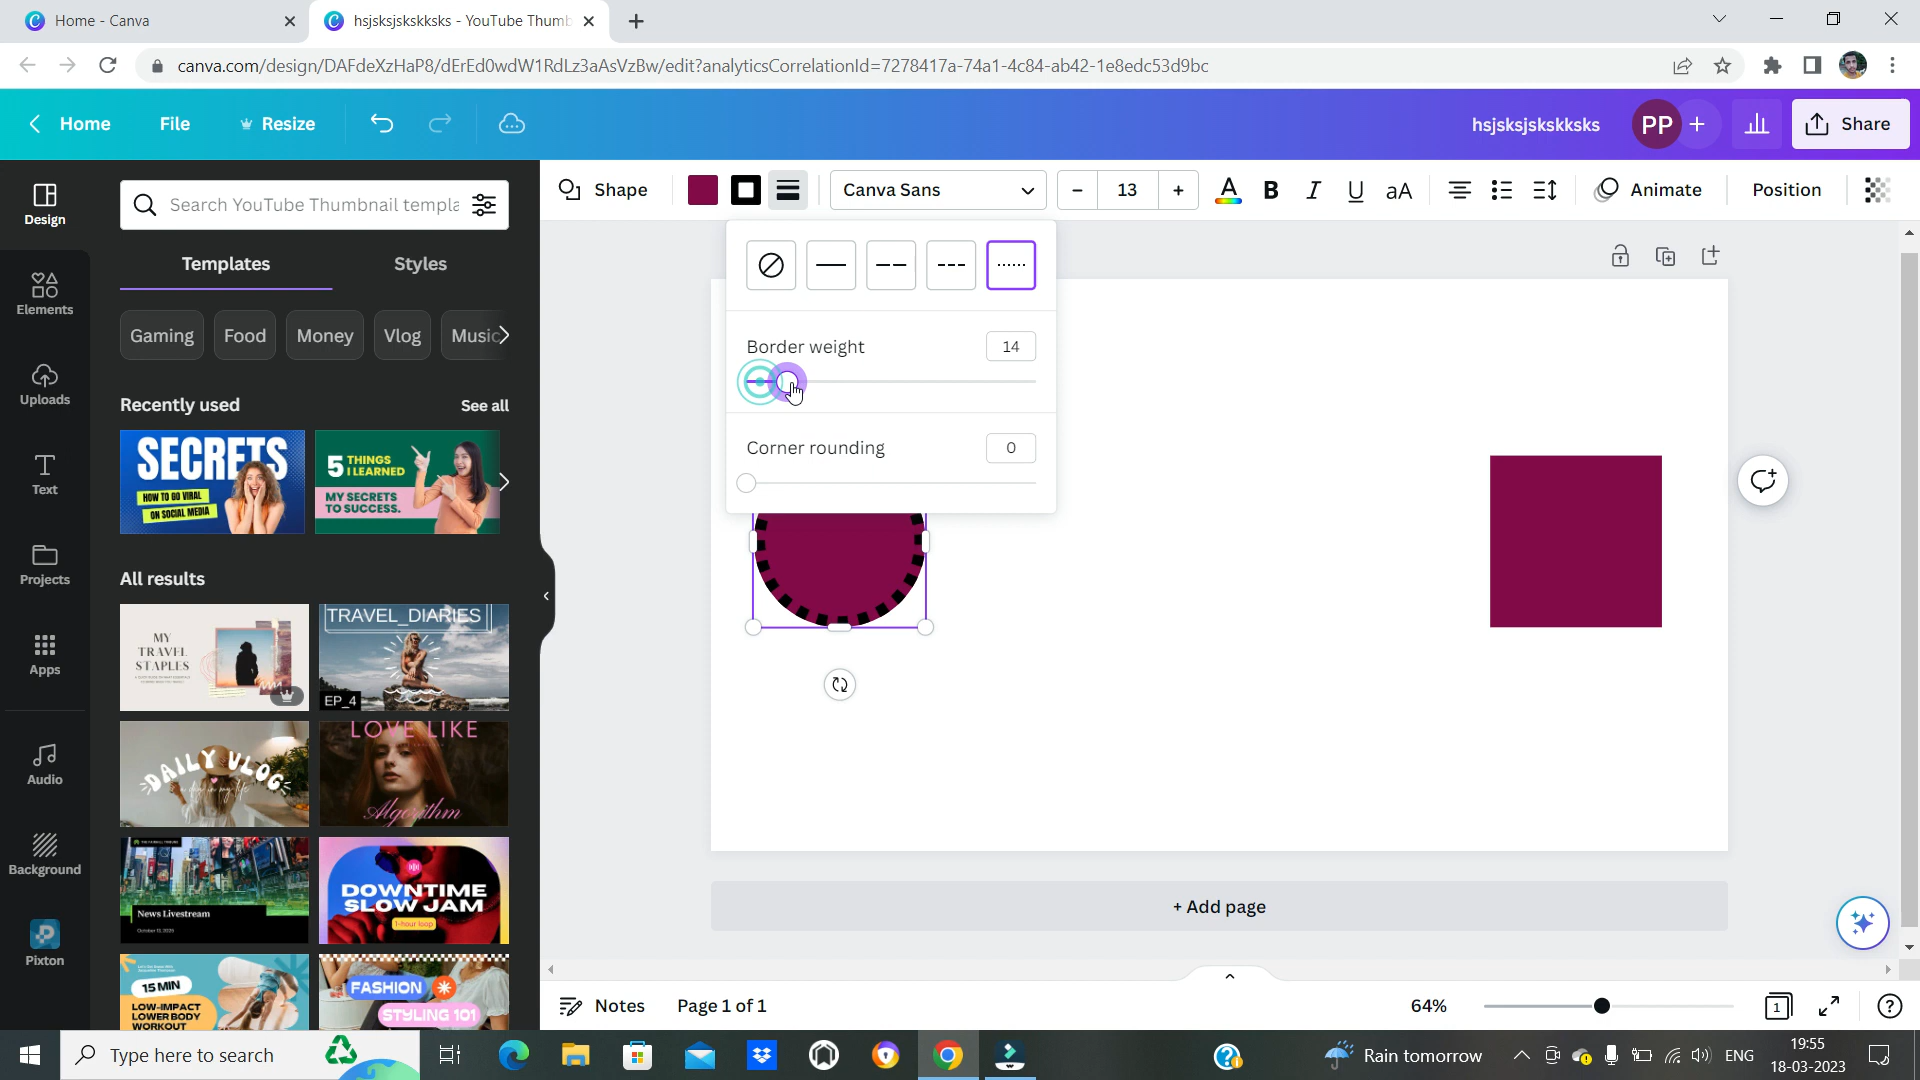 Home - Canva
hsjsksjskskksks - YouTube Thumb
canva.com/design/DAFdeXzHaP8/dErEd0wdW1RdLz3aAsVzBw/edit?analyticsCorrelationId=7278417a-74a1-4c84-ab42-1e8edc53d9bc
Home File Resize
hsjsksjskskksks PP + Share
Shape Canva Sans - 13 + A B I U aA Animate Position
Design
Elements
Uploads
Text
Projects
Apps
Audio
Background
Pixton
Search YouTube Thumbnail templa
Templates Styles
Gaming Food Money Vlog Music
Recently used See all
SECRETS
HOW TO GO VIRAL
ON SOCIAL MEDIA
5 THINGS
I LEARNED
MY SECRETS
TO SUCCESS.
All results
MY
TRAVEL
STAPLES
TRAVEL_DIARIES
EP_4
DAILY VLOG
LOVE LIKE
Algorithm
News Livestream
DOWNTIME
SLOW JAM
1-hour loop
15 MIN
LOW-IMPACT
LOWER BODY
WORKOUT
FASHION
STYLING 101
Border weight 14
Corner rounding 0
+ Add page
Notes Page 1 of 1
64%
1
Type here to search
Rain tomorrow
ENG
19:55
18-03-2023